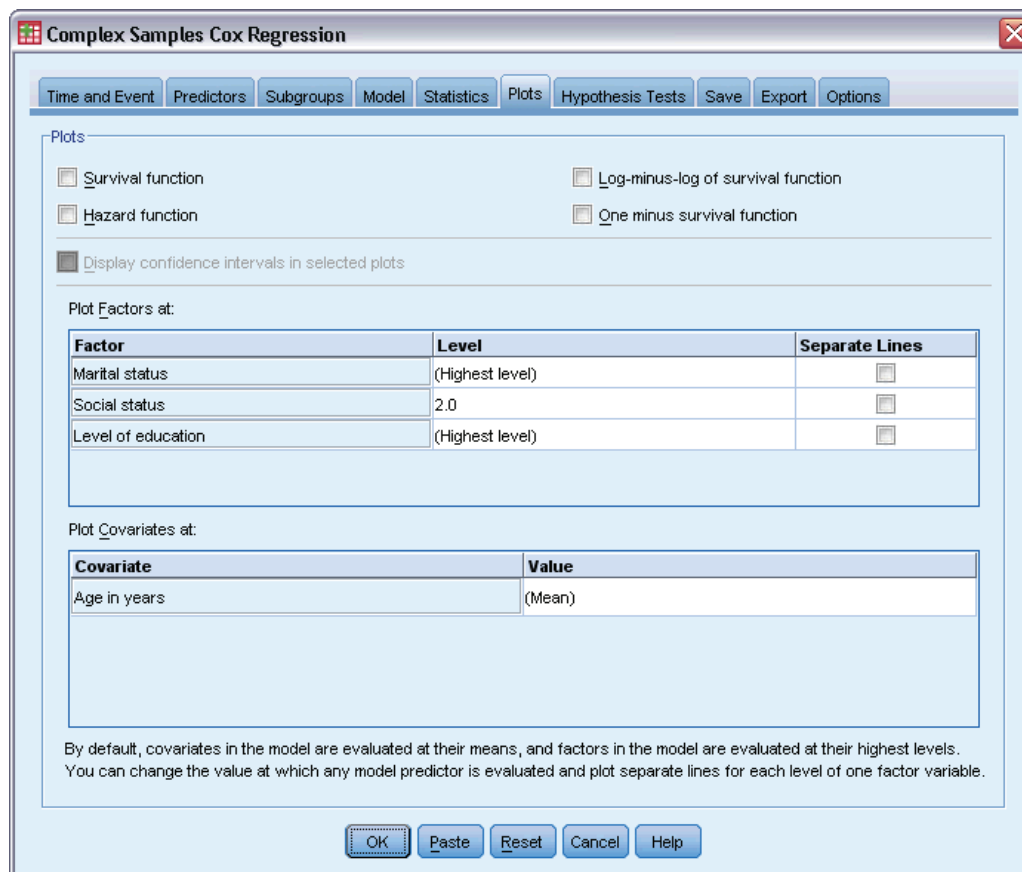 Complex Samples Cox Regression
Time and Event Predictors Subgroups Model Statistics Plots Hypothesis Tests Save Export Options
Plots
Survival function Log-minus-log of survival function
Hazard function One minus survival function
Display confidence intervals in selected plots
Plot Factors at:
Factor Level Separate Lines
Marital status (Highest level)
Social status 2.0
Level of education (Highest level)
Plot Covariates at:
Covariate Value
Age in years (Mean)
By default, covariates in the model are evaluated at their means, and factors in the model are evaluated at their highest levels.
You can change the value at which any model predictor is evaluated and plot separate lines for each level of one factor variable.
OK Paste Reset Cancel Help